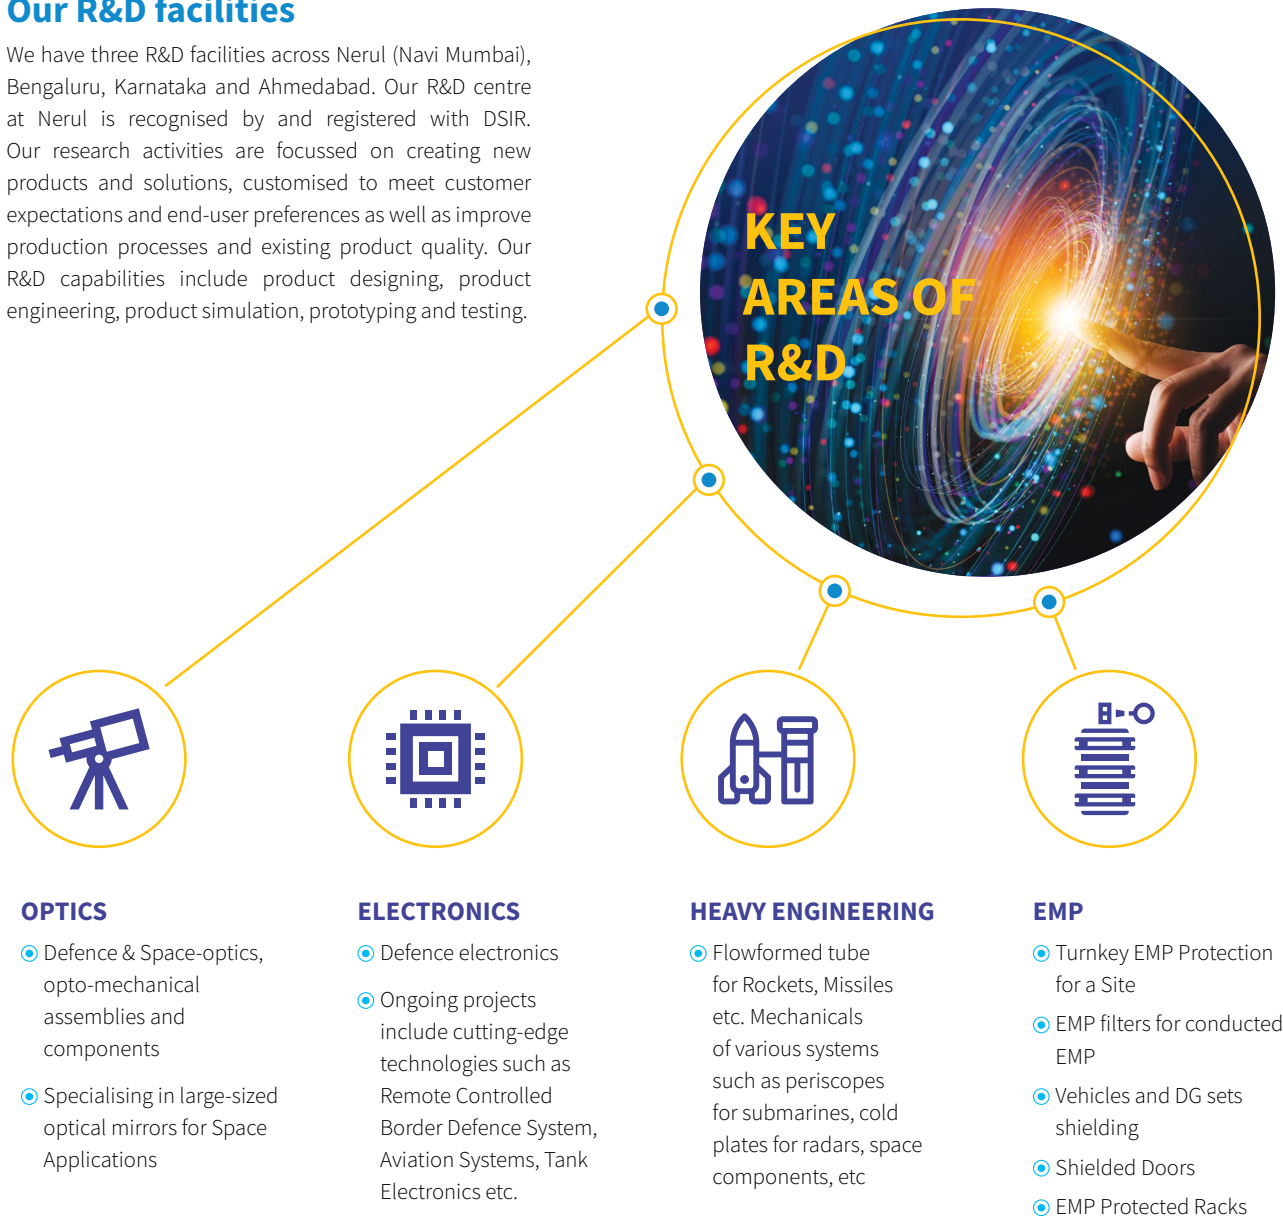 Our R&D facilities
We have three R&D facilities across Nerul (Navi Mumbai),
Bengaluru, Karnataka and Ahmedabad. Our R&D centre
at Nerul is recognised by and registered with DSIR.
Our research activities are focussed on creating new
products and solutions, customised to meet customer
expectations and end-user preferences as well as improve
production processes and existing product quality. Our
R&D capabilities include product designing, product
engineering, product simulation, prototyping and testing.
KEY
AREAS OF
R&D
OPTICS
Defence & Space-optics,
opto-mechanical
assemblies and
components
Specialising in large-sized
optical mirrors for Space
Applications
ELECTRONICS
Defence electronics
Ongoing projects
include cutting-edge
technologies such as
Remote Controlled
Border Defence System,
Aviation Systems, Tank
Electronics etc.
HEAVY ENGINEERING
Flowformed tube
for Rockets, Missiles
etc. Mechanicals
of various systems
such as periscopes
for submarines, cold
plates for radars, space
components, etc
EMP
Turnkey EMP Protection
for a Site
EMP filters for conducted
EMP
Vehicles and DG sets
shielding
Shielded Doors
EMP Protected Racks